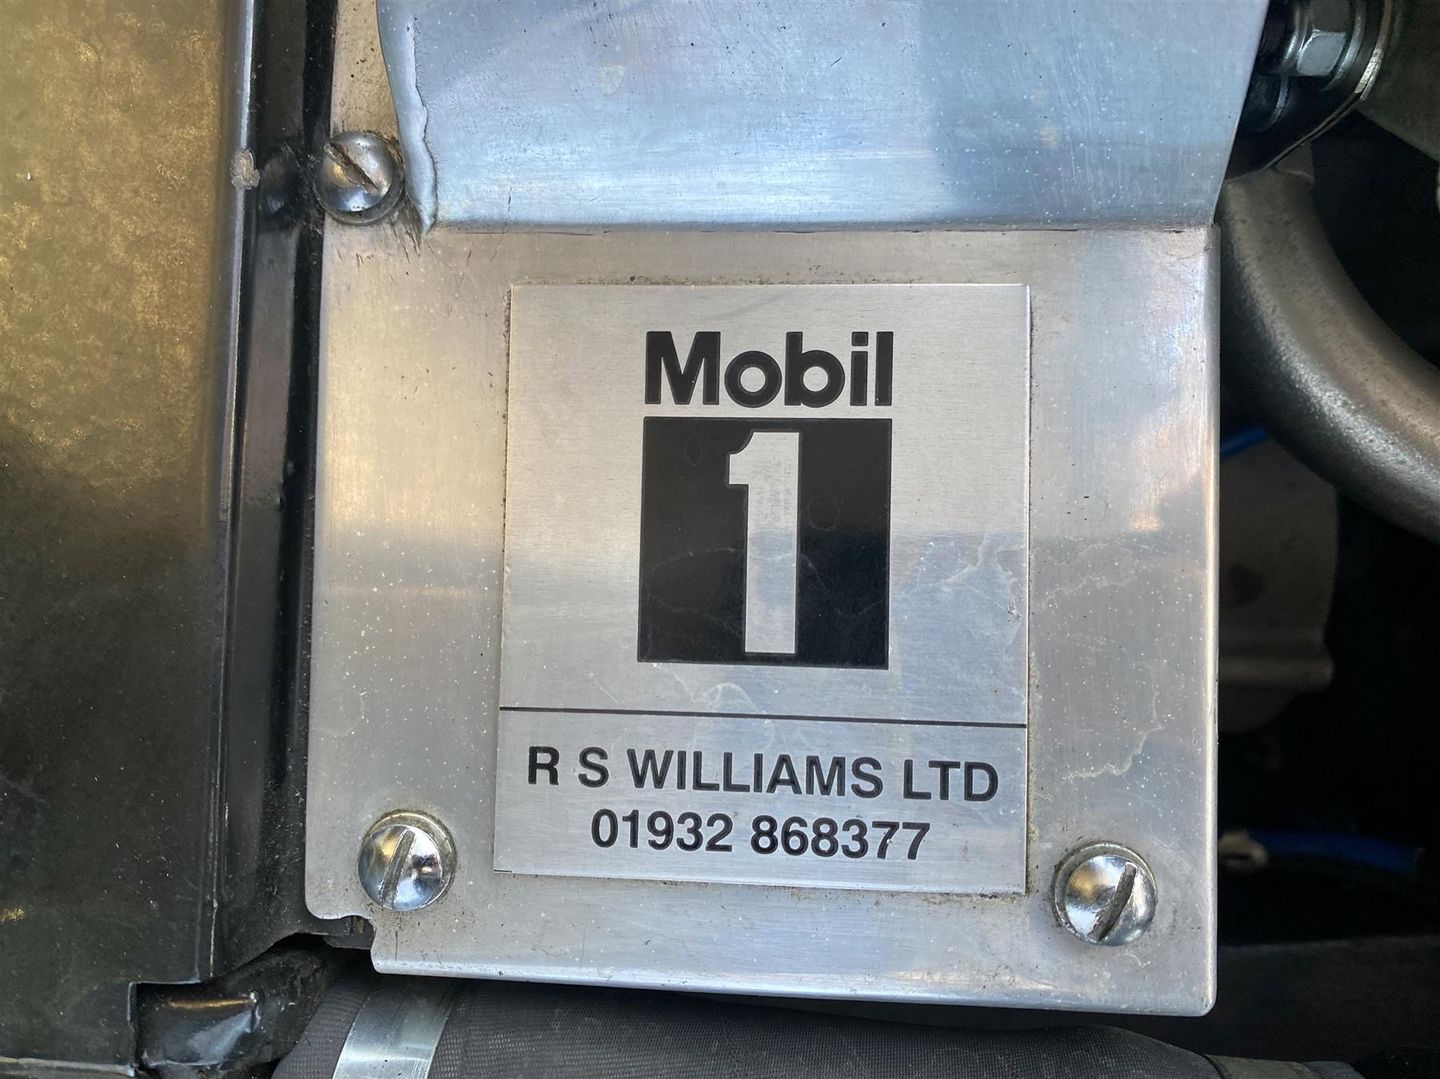 Mobil
1
R S WILLIAMS LTD
01932 868377